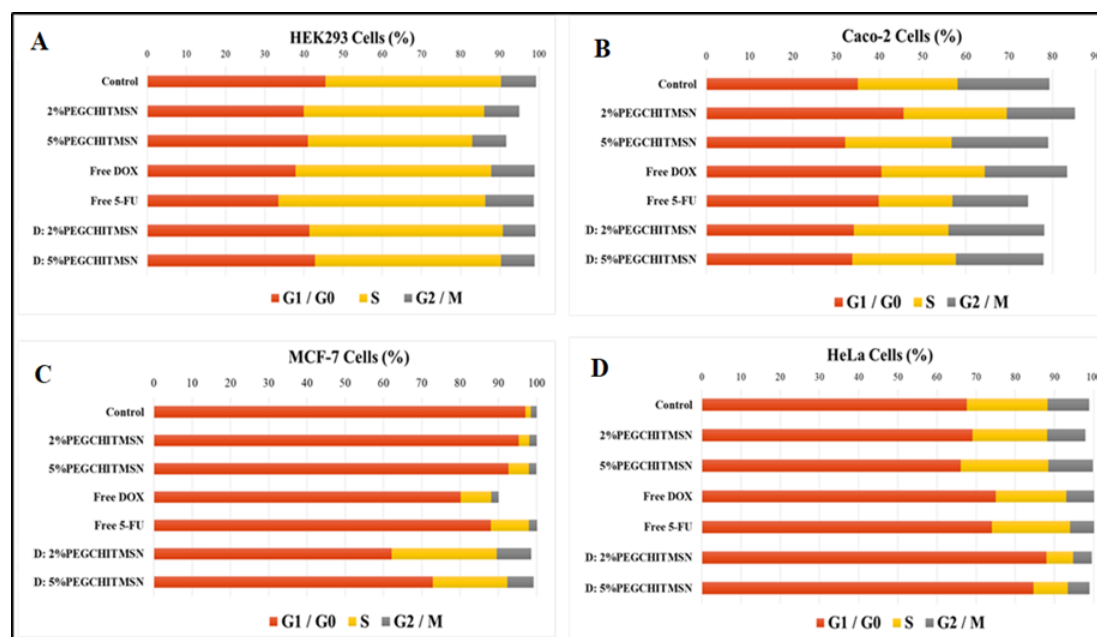 A
HEK293 Cells (%)
0 10 20 30 40 50 60 70 80 90 100
Control
2%PEGCHITMSN
5%PEGCHITMSN
Free DOX
Free 5-FU
D: 2%PEGCHITMSN
D: 5%PEGCHITMSN
G1 / G0 S G2 / M
B
Caco-2 Cells (%)
0 10 20 30 40 50 60 70 80 90
Control
2%PEGCHITMSN
5%PEGCHITMSN
Free DOX
Free 5-FU
D: 2%PEGCHITMSN
D: 5%PEGCHITMSN
G1 / G0 S G2 / M
C
MCF-7 Cells (%)
0 10 20 30 40 50 60 70 80 90 100
Control
2%PEGCHITMSN
5%PEGCHITMSN
Free DOX
Free 5-FU
D: 2%PEGCHITMSN
D: 5%PEGCHITMSN
G1 / G0 S G2 / M
D
HeLa Cells (%)
0 10 20 30 40 50 60 70 80 90 100
Control
2%PEGCHITMSN
5%PEGCHITMSN
Free DOX
Free 5-FU
D: 2%PEGCHITMSN
D: 5%PEGCHITMSN
G1 / G0 S G2 / M